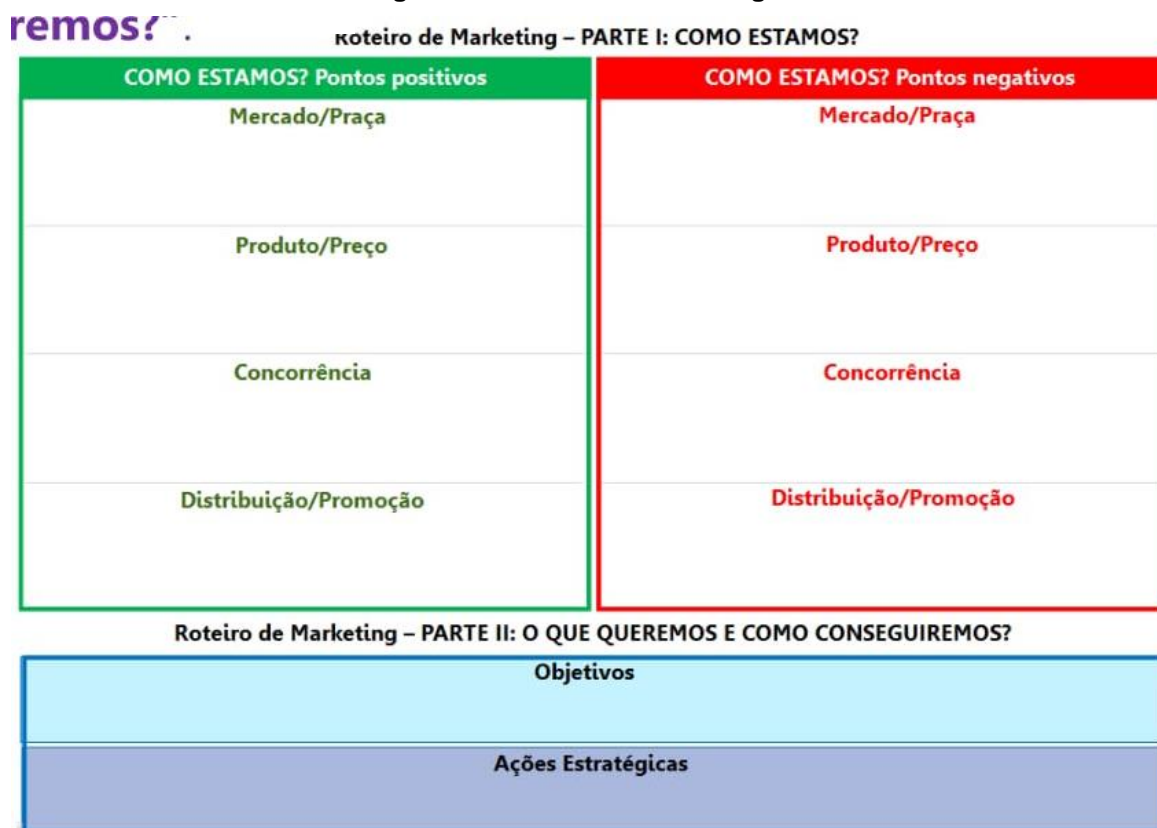 remos?".
Roteiro de Marketing – PARTE I: COMO ESTAMOS?
COMO ESTAMOS? Pontos positivos
COMO ESTAMOS? Pontos negativos
Mercado/Praça
Mercado/Praça
Produto/Preço
Produto/Preço
Concorrência
Concorrência
Distribuição/Promoção
Distribuição/Promoção
Roteiro de Marketing – PARTE II: O QUE QUEREMOS E COMO CONSEGUIREMOS?
Objetivos
Ações Estratégicas